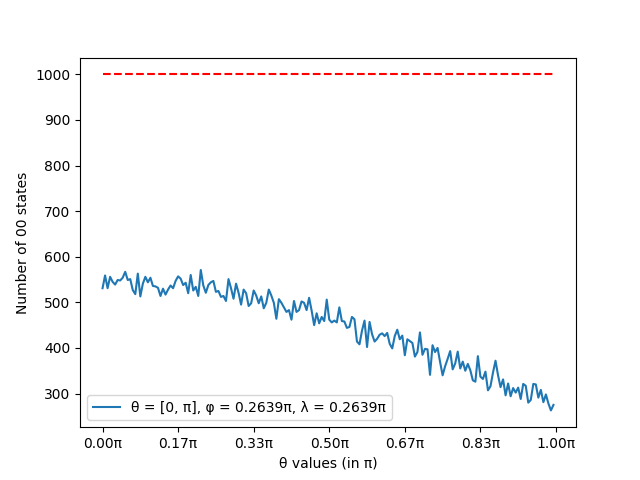 1000
900
800
700
600
500
400
300
Number of 00 states
θ = [0, π], φ = 0.2639π, λ = 0.2639π
0.00π 0.17π 0.33π 0.50π 0.67π 0.83π 1.00π
θ values (in π)